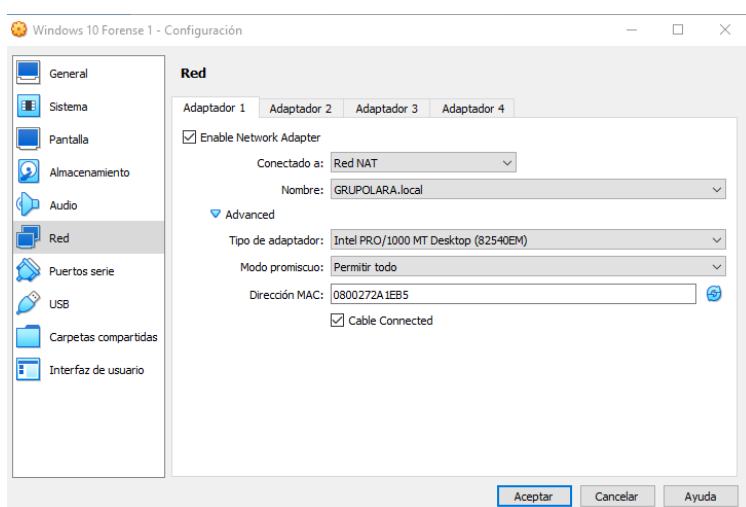 Windows 10 Forense 1 - Configuración
General
Sistema
Pantalla
Almacenamiento
Audio
Red
Puertos serie
USB
Carpetas compartidas
Interfaz de usuario
Red
Adaptador 1 Adaptador 2 Adaptador 3 Adaptador 4
Enable Network Adapter
Conectado a: Red NAT
Nombre: GRUPOLARA.local
Advanced
Tipo de adaptador: Intel PRO/1000 MT Desktop (82540EM)
Modo promiscuo: Permitir todo
Dirección MAC: 0800272A1EB5
Cable Connected
Aceptar Cancelar Ayuda